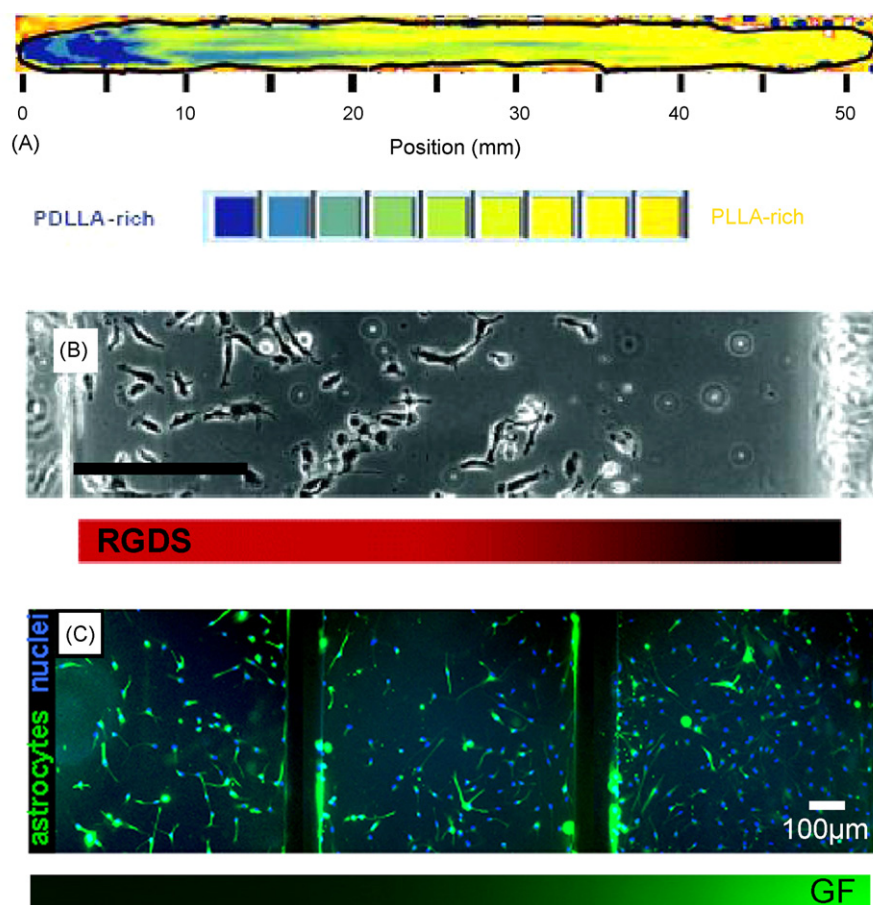 0 10 20 30 40 50
(A)
Position (mm)
PDLLA-rich
PLLA-rich
(B)
RGDS
(C)
astrocytes nuclei
100μm
GF